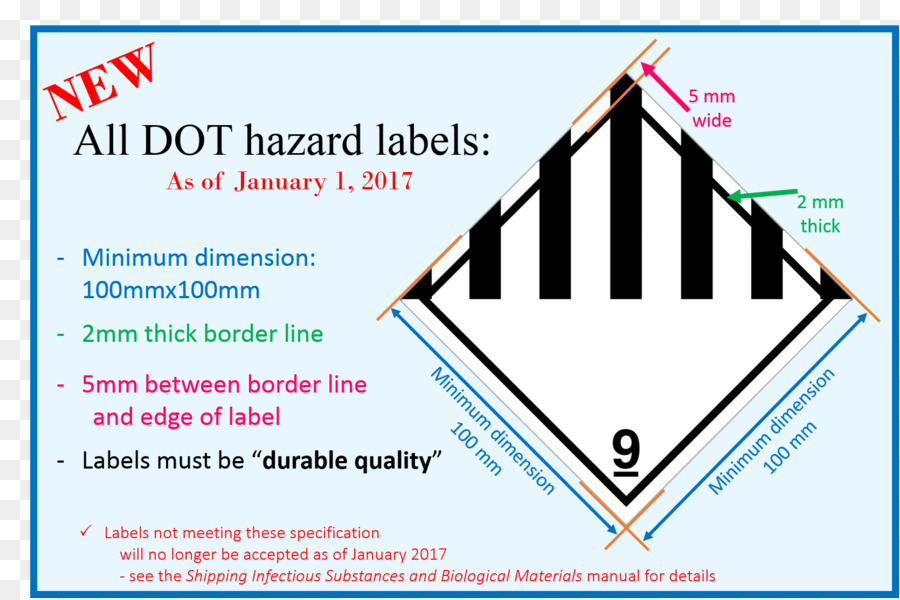 NEW
All DOT hazard labels:
As of January 1, 2017
- Minimum dimension:
100mmx100mm
- 2mm thick border line
- 5mm between border line
and edge of label
- Labels must be “durable quality”
✓ Labels not meeting these specification
will no longer be accepted as of January 2017
- see the Shipping Infectious Substances and Biological Materials manual for details
5 mm
wide
2 mm
thick
Minimum dimension
100 mm
Minimum dimension
100 mm
9